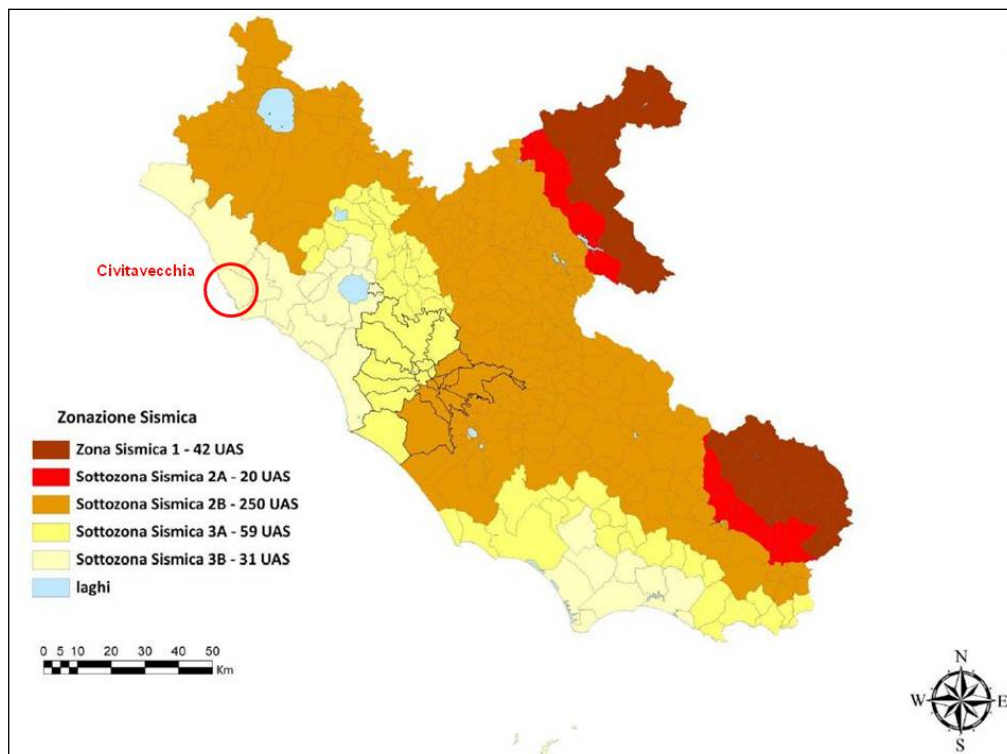 Civitavecchia
Zonazione Sismica
Zona Sismica 1 - 42 UAS
Sottozona Sismica 2A - 20 UAS
Sottozona Sismica 2B - 250 UAS
Sottozona Sismica 3A - 59 UAS
Sottozona Sismica 3B - 31 UAS
laghi
0 5 10 20 30 40 50
Km
N
W E
S